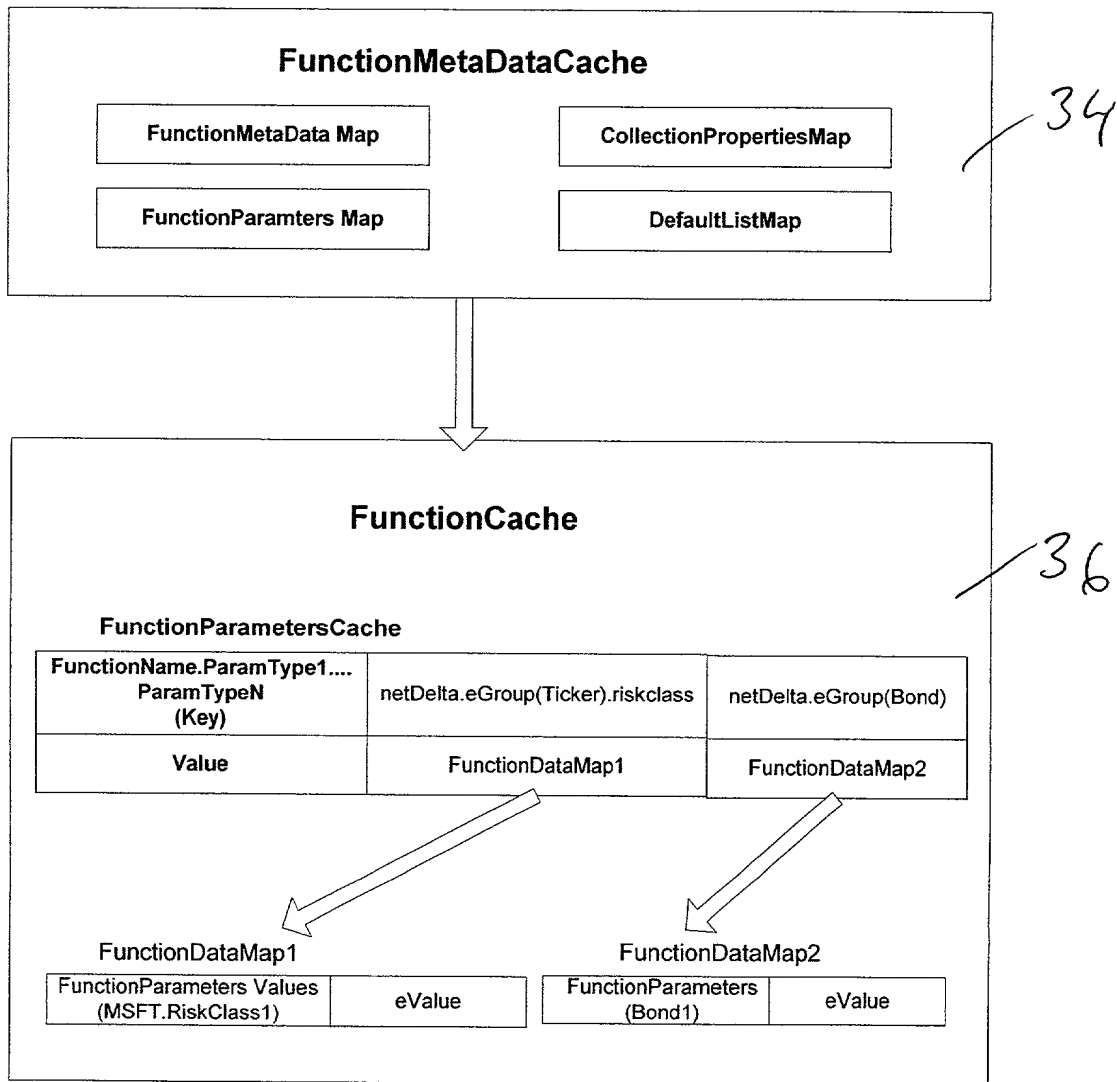 FunctionMetaDataCache
34
FunctionMetaData Map
CollectionPropertiesMap
FunctionParamters Map
DefaultListMap
FunctionCache
36
FunctionParametersCache
FunctionName.ParamType1....
ParamTypeN
(Key)
netDelta.eGroup(Ticker).riskclass
netDelta.eGroup(Bond)
Value
FunctionDataMap1
FunctionDataMap2
FunctionDataMap1
FunctionDataMap2
FunctionParameters Values
(MSFT.RiskClass1)
eValue
FunctionParameters
(Bond1)
eValue